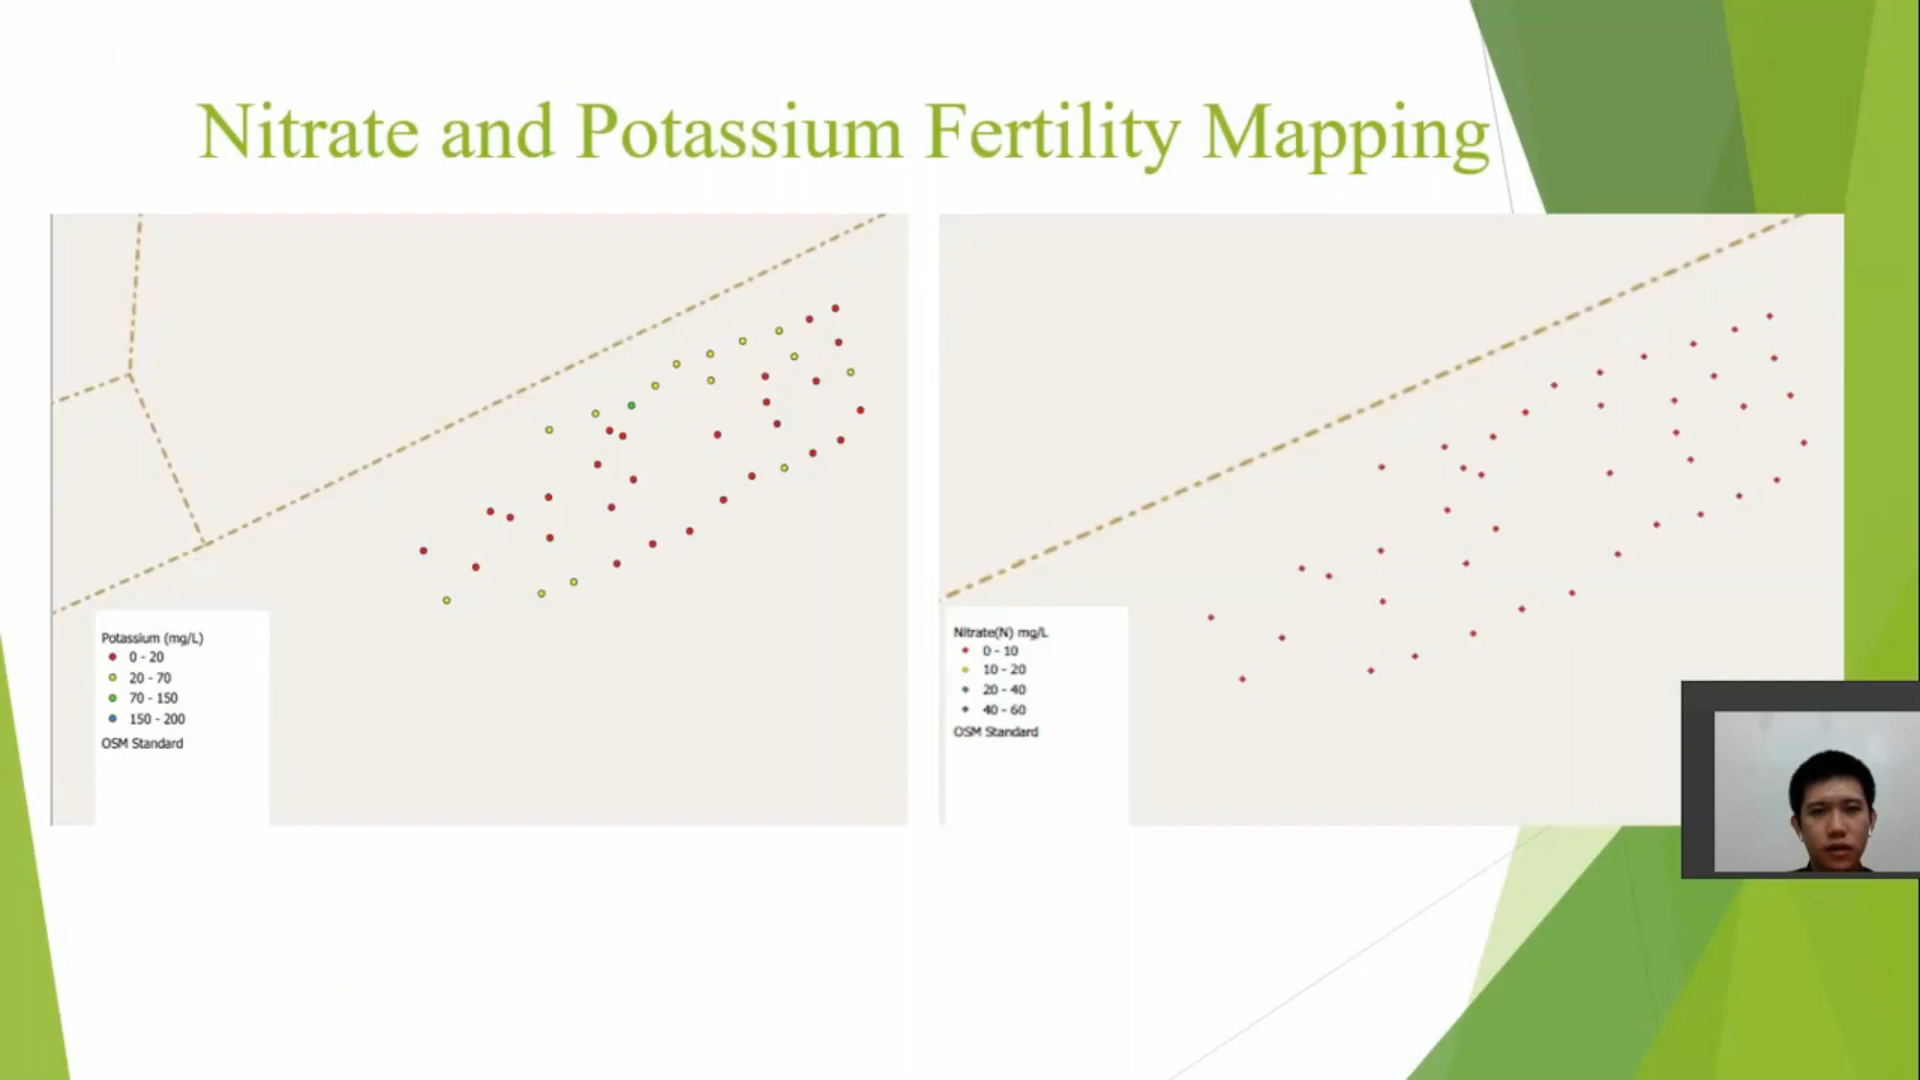 Nitrate and Potassium Fertility Mapping
Potassium (mg/L)
0 - 20
20 - 70
70 - 150
150 - 200
OSM Standard
Nitrate(N) mg/L
0 - 10
10 - 20
20 - 40
40 - 60
OSM Standard